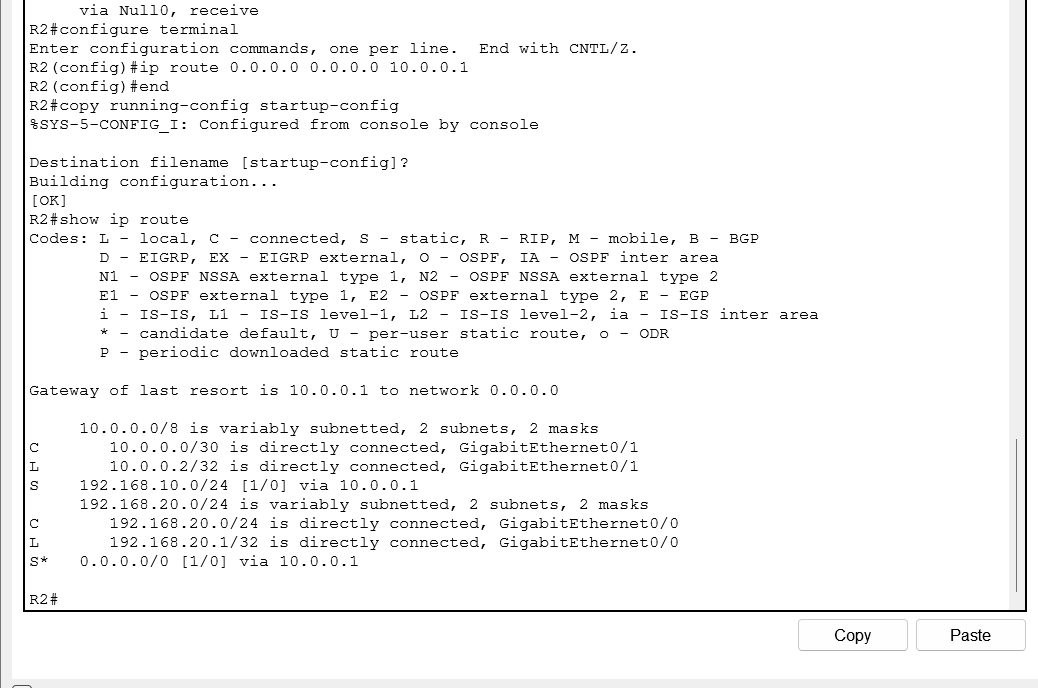 via Null0, receive
R2#configure terminal
Enter configuration commands, one per line.  End with CNTL/Z.
R2(config)#ip route 0.0.0.0 0.0.0.0 10.0.0.1
R2(config)#end
R2#copy running-config startup-config
%SYS-5-CONFIG_I: Configured from console by console

Destination filename [startup-config]?
Building configuration...
[OK]
R2#show ip route
Codes: L - local, C - connected, S - static, R - RIP, M - mobile, B - BGP
       D - EIGRP, EX - EIGRP external, O - OSPF, IA - OSPF inter area
       N1 - OSPF NSSA external type 1, N2 - OSPF NSSA external type 2
       E1 - OSPF external type 1, E2 - OSPF external type 2, E - EGP
       i - IS-IS, L1 - IS-IS level-1, L2 - IS-IS level-2, ia - IS-IS inter area
       * - candidate default, U - per-user static route, o - ODR
       P - periodic downloaded static route

Gateway of last resort is 10.0.0.1 to network 0.0.0.0

     10.0.0.0/8 is variably subnetted, 2 subnets, 2 masks
C       10.0.0.0/30 is directly connected, GigabitEthernet0/1
L       10.0.0.2/32 is directly connected, GigabitEthernet0/1
S    192.168.10.0/24 [1/0] via 10.0.0.1
     192.168.20.0/24 is variably subnetted, 2 subnets, 2 masks
C       192.168.20.0/24 is directly connected, GigabitEthernet0/0
L       192.168.20.1/32 is directly connected, GigabitEthernet0/0
S*   0.0.0.0/0 [1/0] via 10.0.0.1

R2#
Copy
Paste